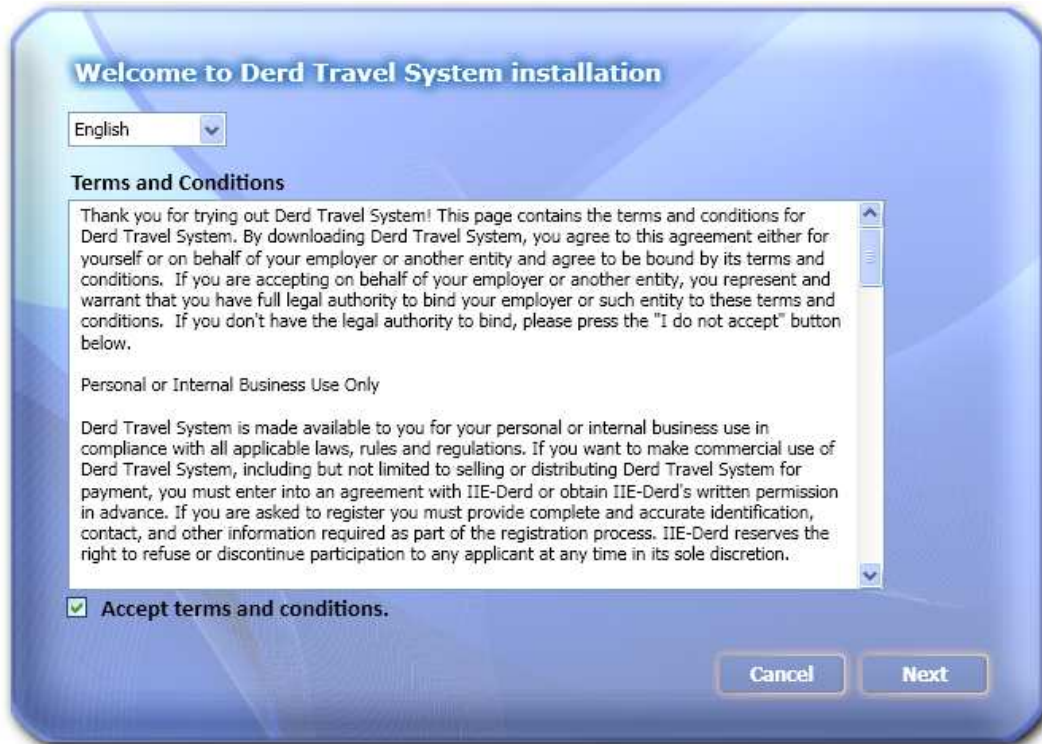 Welcome to Derd Travel System installation
English
Terms and Conditions
Thank you for trying out Derd Travel System! This page contains the terms and conditions for
Derd Travel System. By downloading Derd Travel System, you agree to this agreement either for
yourself or on behalf of your employer or another entity and agree to be bound by its terms and
conditions.  If you are accepting on behalf of your employer or another entity, you represent and
warrant that you have full legal authority to bind your employer or such entity to these terms and
conditions.  If you don't have the legal authority to bind, please press the "I do not accept" button
below.
Personal or Internal Business Use Only
Derd Travel System is made available to you for your personal or internal business use in
compliance with all applicable laws, rules and regulations. If you want to make commercial use of
Derd Travel System, including but not limited to selling or distributing Derd Travel System for
payment, you must enter into an agreement with IIE-Derd or obtain IIE-Derd's written permission
in advance. If you are asked to register you must provide complete and accurate identification,
contact, and other information required as part of the registration process. IIE-Derd reserves the
right to refuse or discontinue participation to any applicant at any time in its sole discretion.
Accept terms and conditions.
Cancel
Next